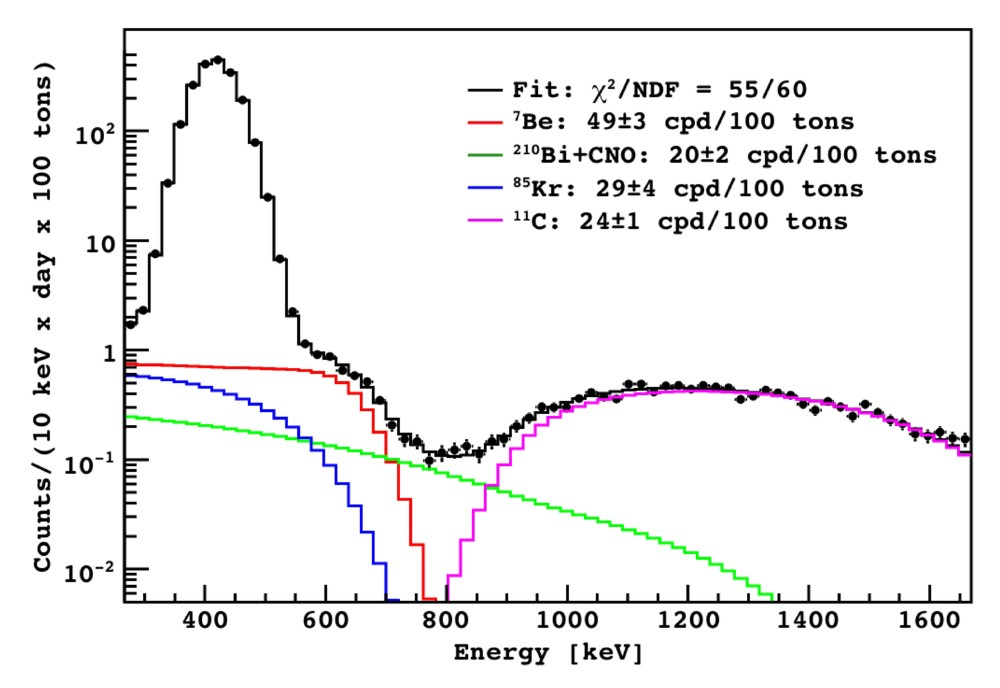 Counts/(10 keV x day x 100 tons)
10²
10
1
10⁻¹
10⁻²
Fit: χ²/NDF = 55/60
⁷Be: 49±3 cpd/100 tons
²¹⁰Bi+CNO: 20±2 cpd/100 tons
⁸⁵Kr: 29±4 cpd/100 tons
¹¹C: 24±1 cpd/100 tons
400 600 800 1000 1200 1400 1600
Energy [keV]